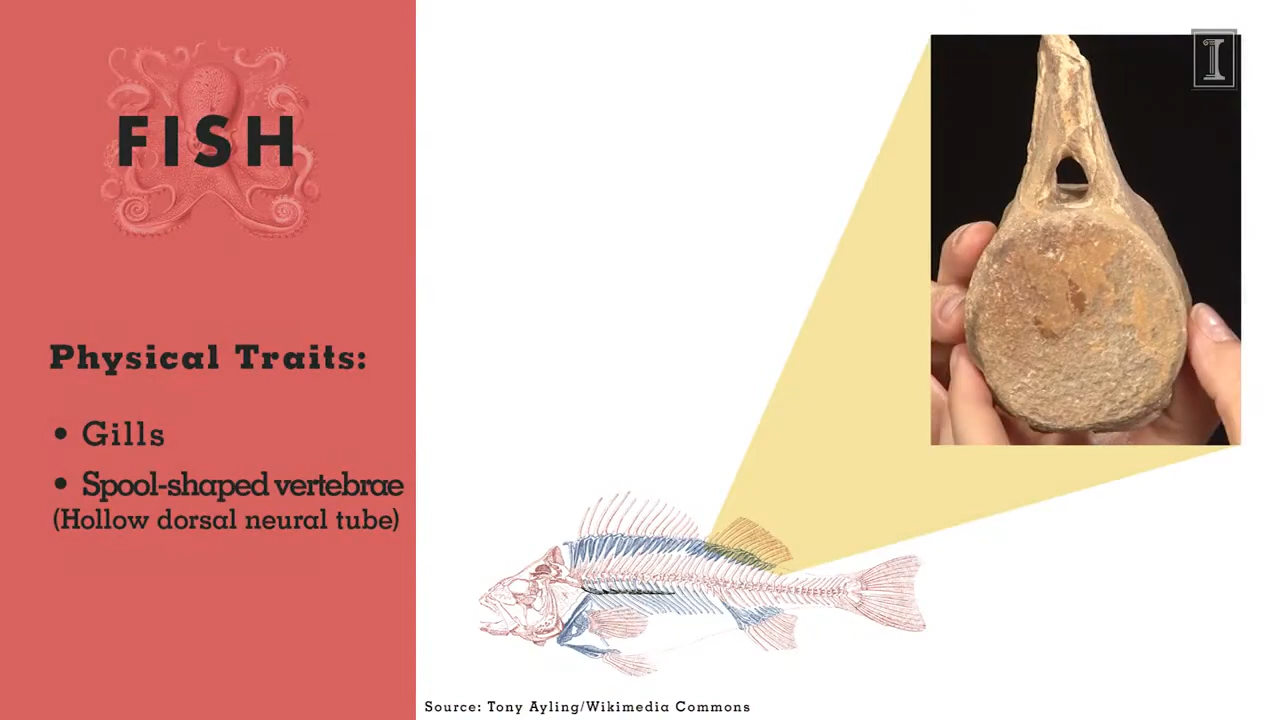 FISH
Physical Traits:
• Gills
• Spool-shaped vertebrae
(Hollow dorsal neural tube)
I
Source: Tony Ayling/Wikimedia Commons